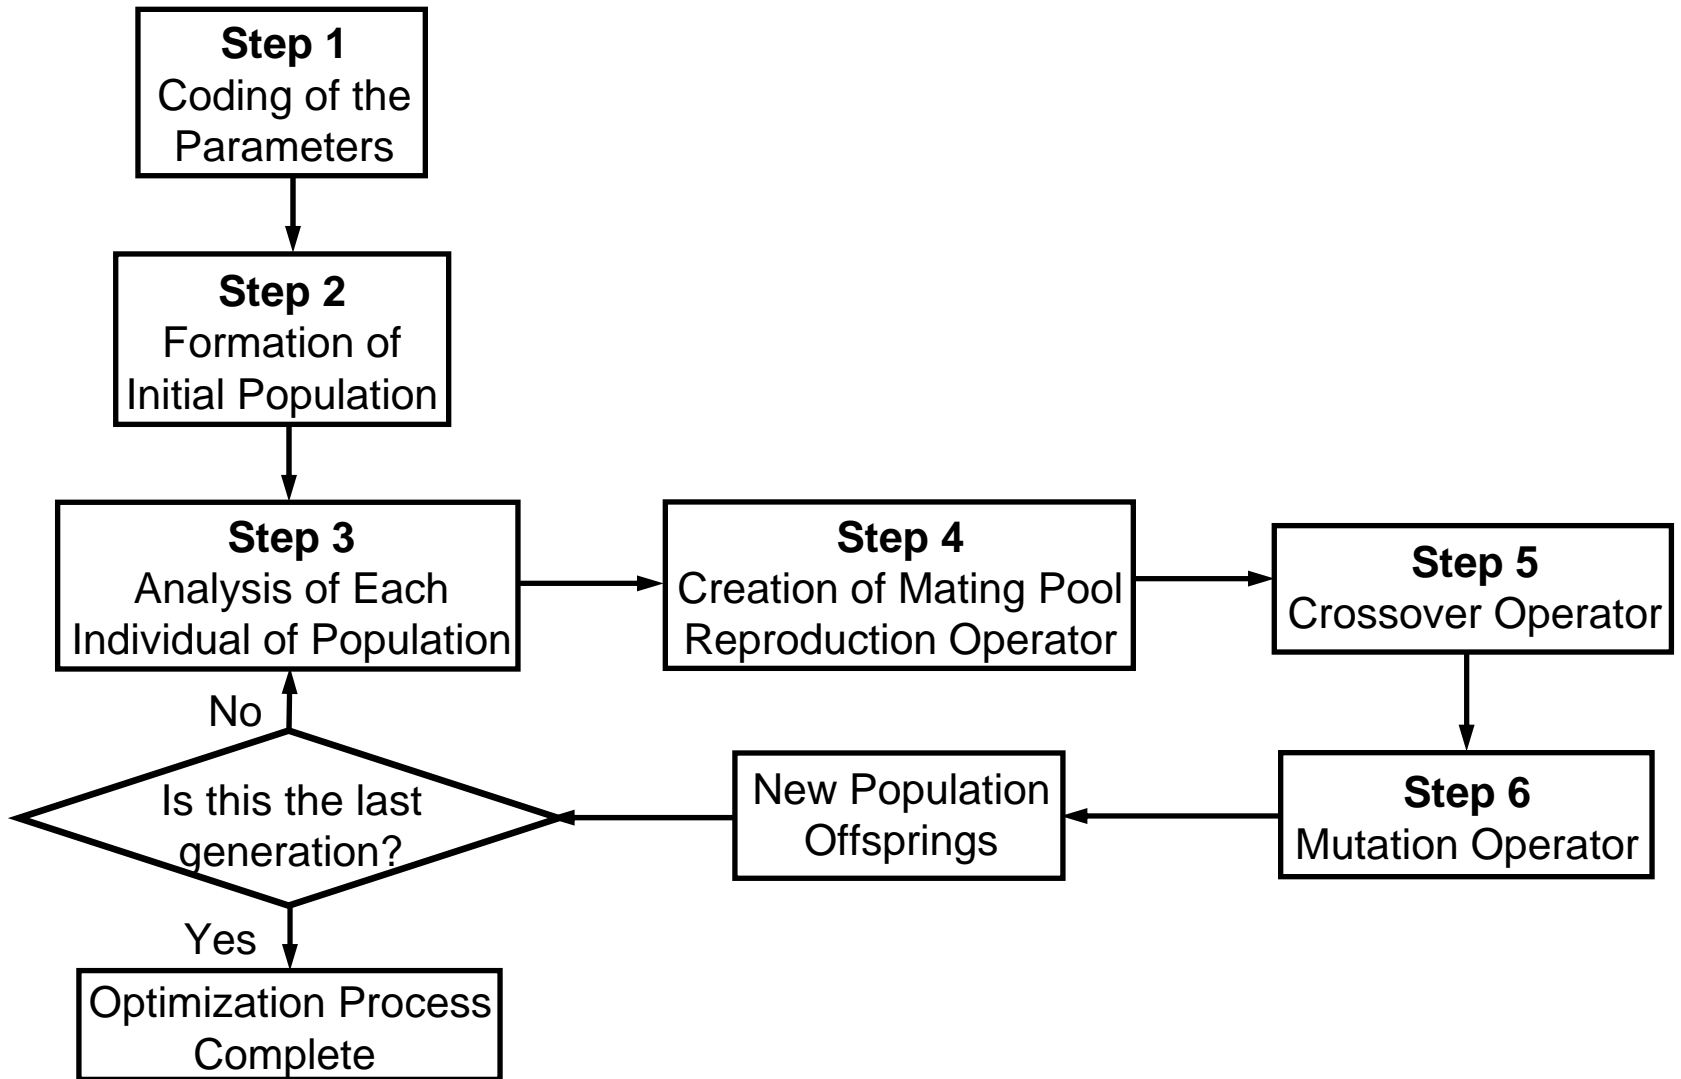 Step 1
Coding of the
Parameters
Step 2
Formation of
Initial Population
Step 3
Analysis of Each
Individual of Population
Step 4
Creation of Mating Pool
Reproduction Operator
Step 5
Crossover Operator
Step 6
Mutation Operator
New Population
Offsprings
No
Is this the last
generation?
Yes
Optimization Process
Complete